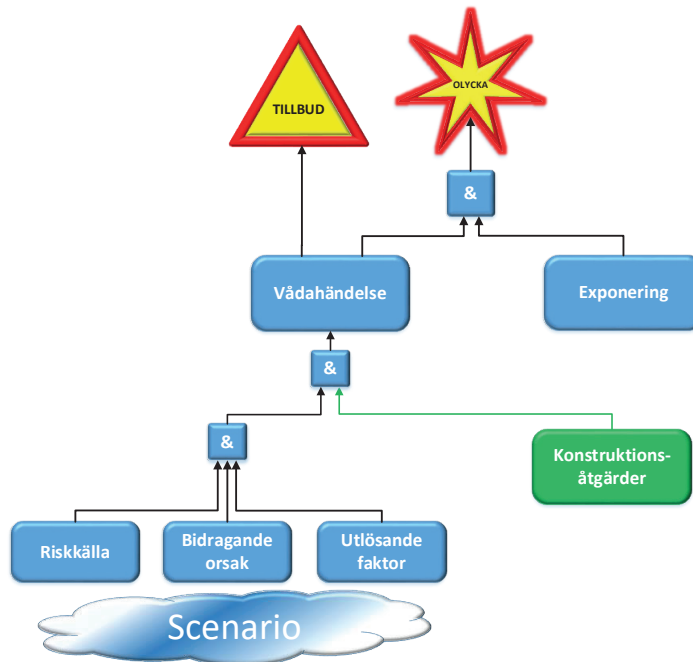 TILLBUD
OLYCKA
&
Vådahändelse
Exponering
&
&
Konstruktions-
åtgärder
Riskkälla
Bidragande
orsak
Utlösande
faktor
Scenario